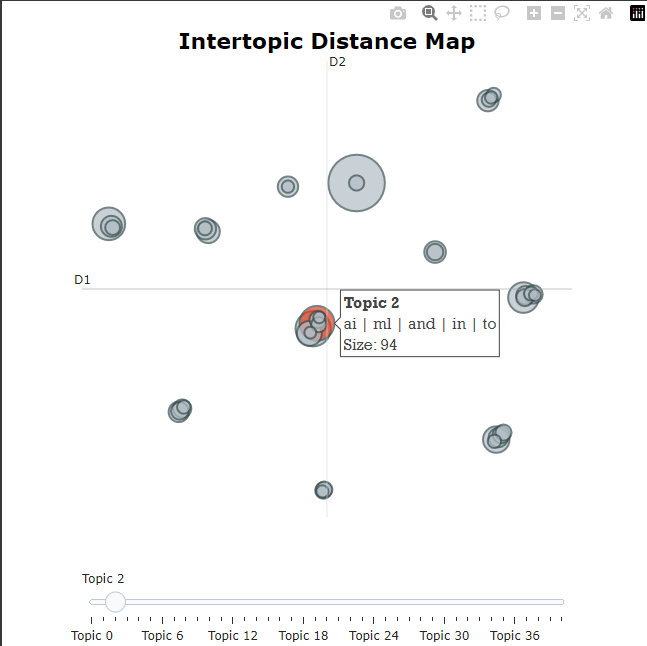 Intertopic Distance Map
D2
D1
Topic 2
ai | ml | and | in | to
Size: 94
Topic 2
Topic 0 Topic 6 Topic 12 Topic 18 Topic 24 Topic 30 Topic 36